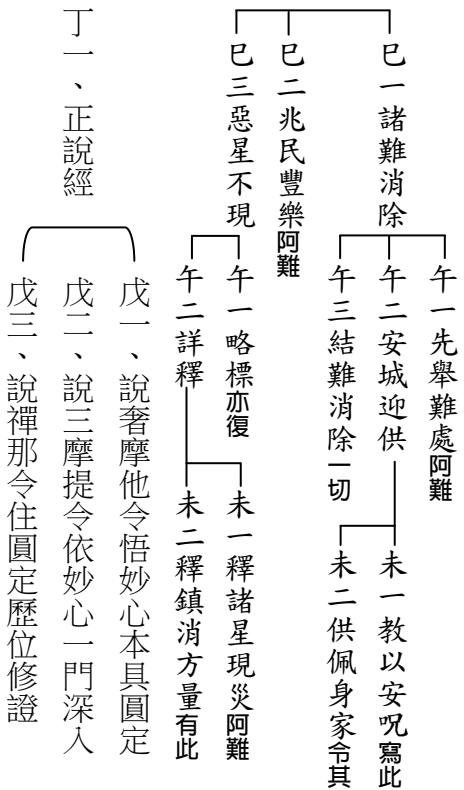 巳一諸難消除
午一先舉難處阿難
午二安城迎供
未一教以安呪寫此
未二供佩身家令其
午三結難消除一切
巳二兆民豐樂阿難
巳三惡星不現
午一略標亦復
午二詳釋
未一釋諸星現災阿難
未二釋鎮消方量有此
丁一、正說經
戊一、說奢摩他令悟妙心本具圓定
戊二、說三摩提令依妙心一門深入
戊三、說禪那令住圓定歷位修證